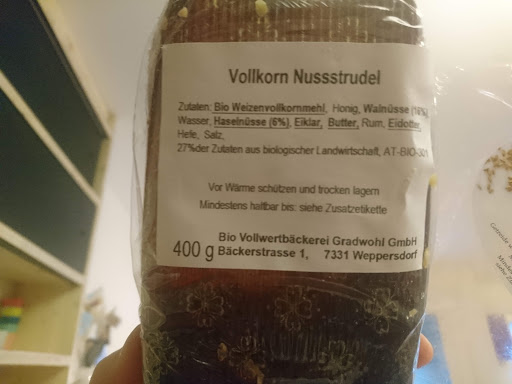 Vollkorn Nussstrudel
Zutaten: Bio Weizenvollkornmehl, Honig, Walnüsse (16%)
Wasser, Haselnüsse (6%), Eiklar, Butter, Rum, Eidotter,
Hefe, Salz,
27%der Zutaten aus biologischer Landwirtschaft, AT-BIO-301
Vor Wärme schützen und trocken lagern
Mindestens haltbar bis: siehe Zusatzetikette
400 g
Bio Vollwertbäckerei Gradwohl GmbH
Bäckerstrasse 1, 7331 Weppersdorf